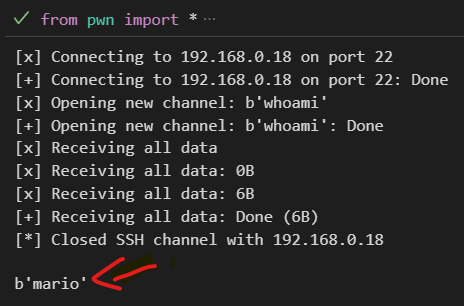 from pwn import * ...
[x] Connecting to 192.168.0.18 on port 22
[+] Connecting to 192.168.0.18 on port 22: Done
[x] Opening new channel: b'whoami'
[+] Opening new channel: b'whoami': Done
[x] Receiving all data
[x] Receiving all data: 0B
[x] Receiving all data: 6B
[+] Receiving all data: Done (6B)
[*] Closed SSH channel with 192.168.0.18
b'mario'